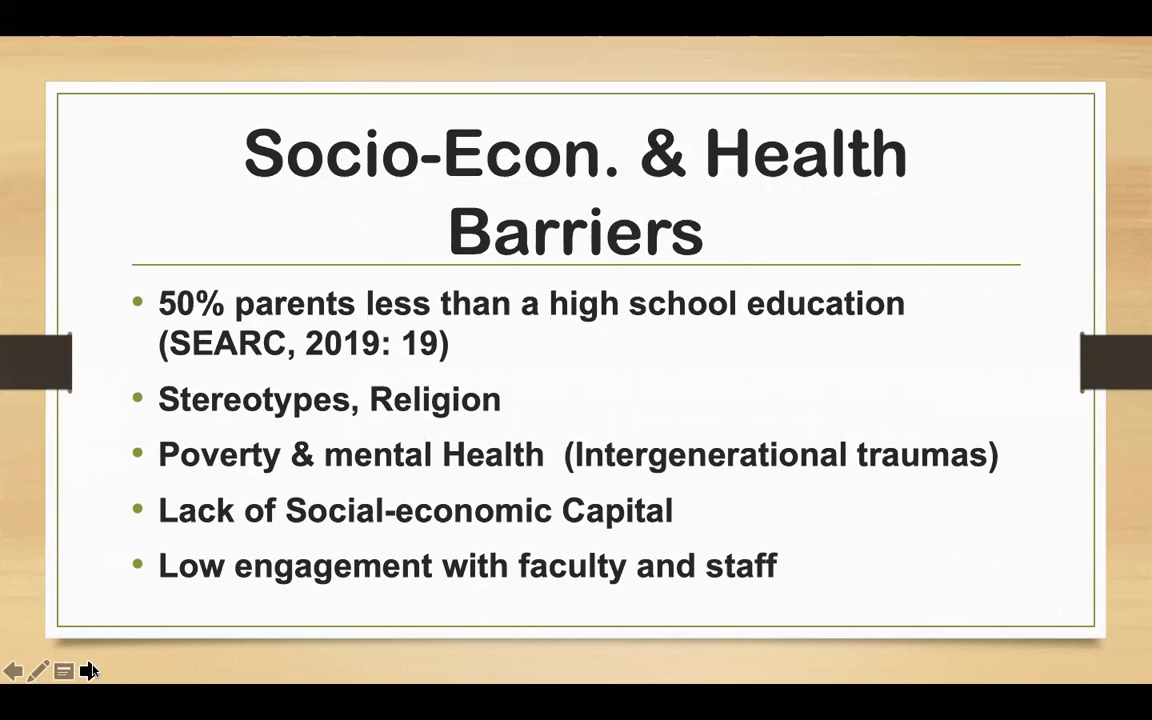 Socio-Econ. & Health
Barriers
• 50% parents less than a high school education
(SEARC, 2019: 19)
• Stereotypes, Religion
• Poverty & mental Health  (Intergenerational traumas)
• Lack of Social-economic Capital
• Low engagement with faculty and staff